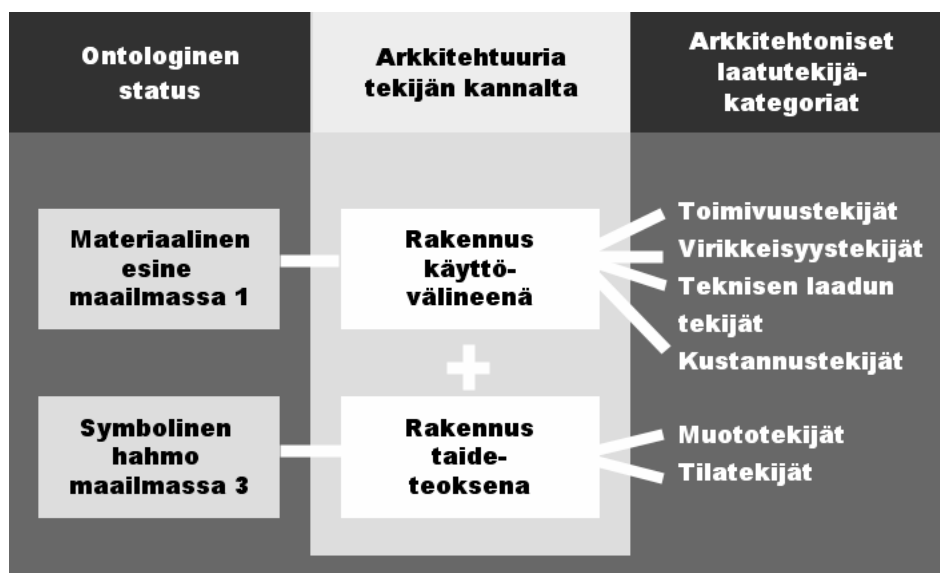 Ontologinen
status
Arkkitehtuuria
tekijän kannalta
Arkkitehtoniset
laatutekijä-
kategoriat
Materiaalinen
esine
maailmassa 1
Rakennus
käyttö-
välineenä
Toimivuustekijät
Virikkeisyystekijät
Teknisen laadun
tekijät
Kustannustekijät
+
Symbolinen
hahmo
maailmassa 3
Rakennus
taide-
teoksena
Muototekijät
Tilatekijät